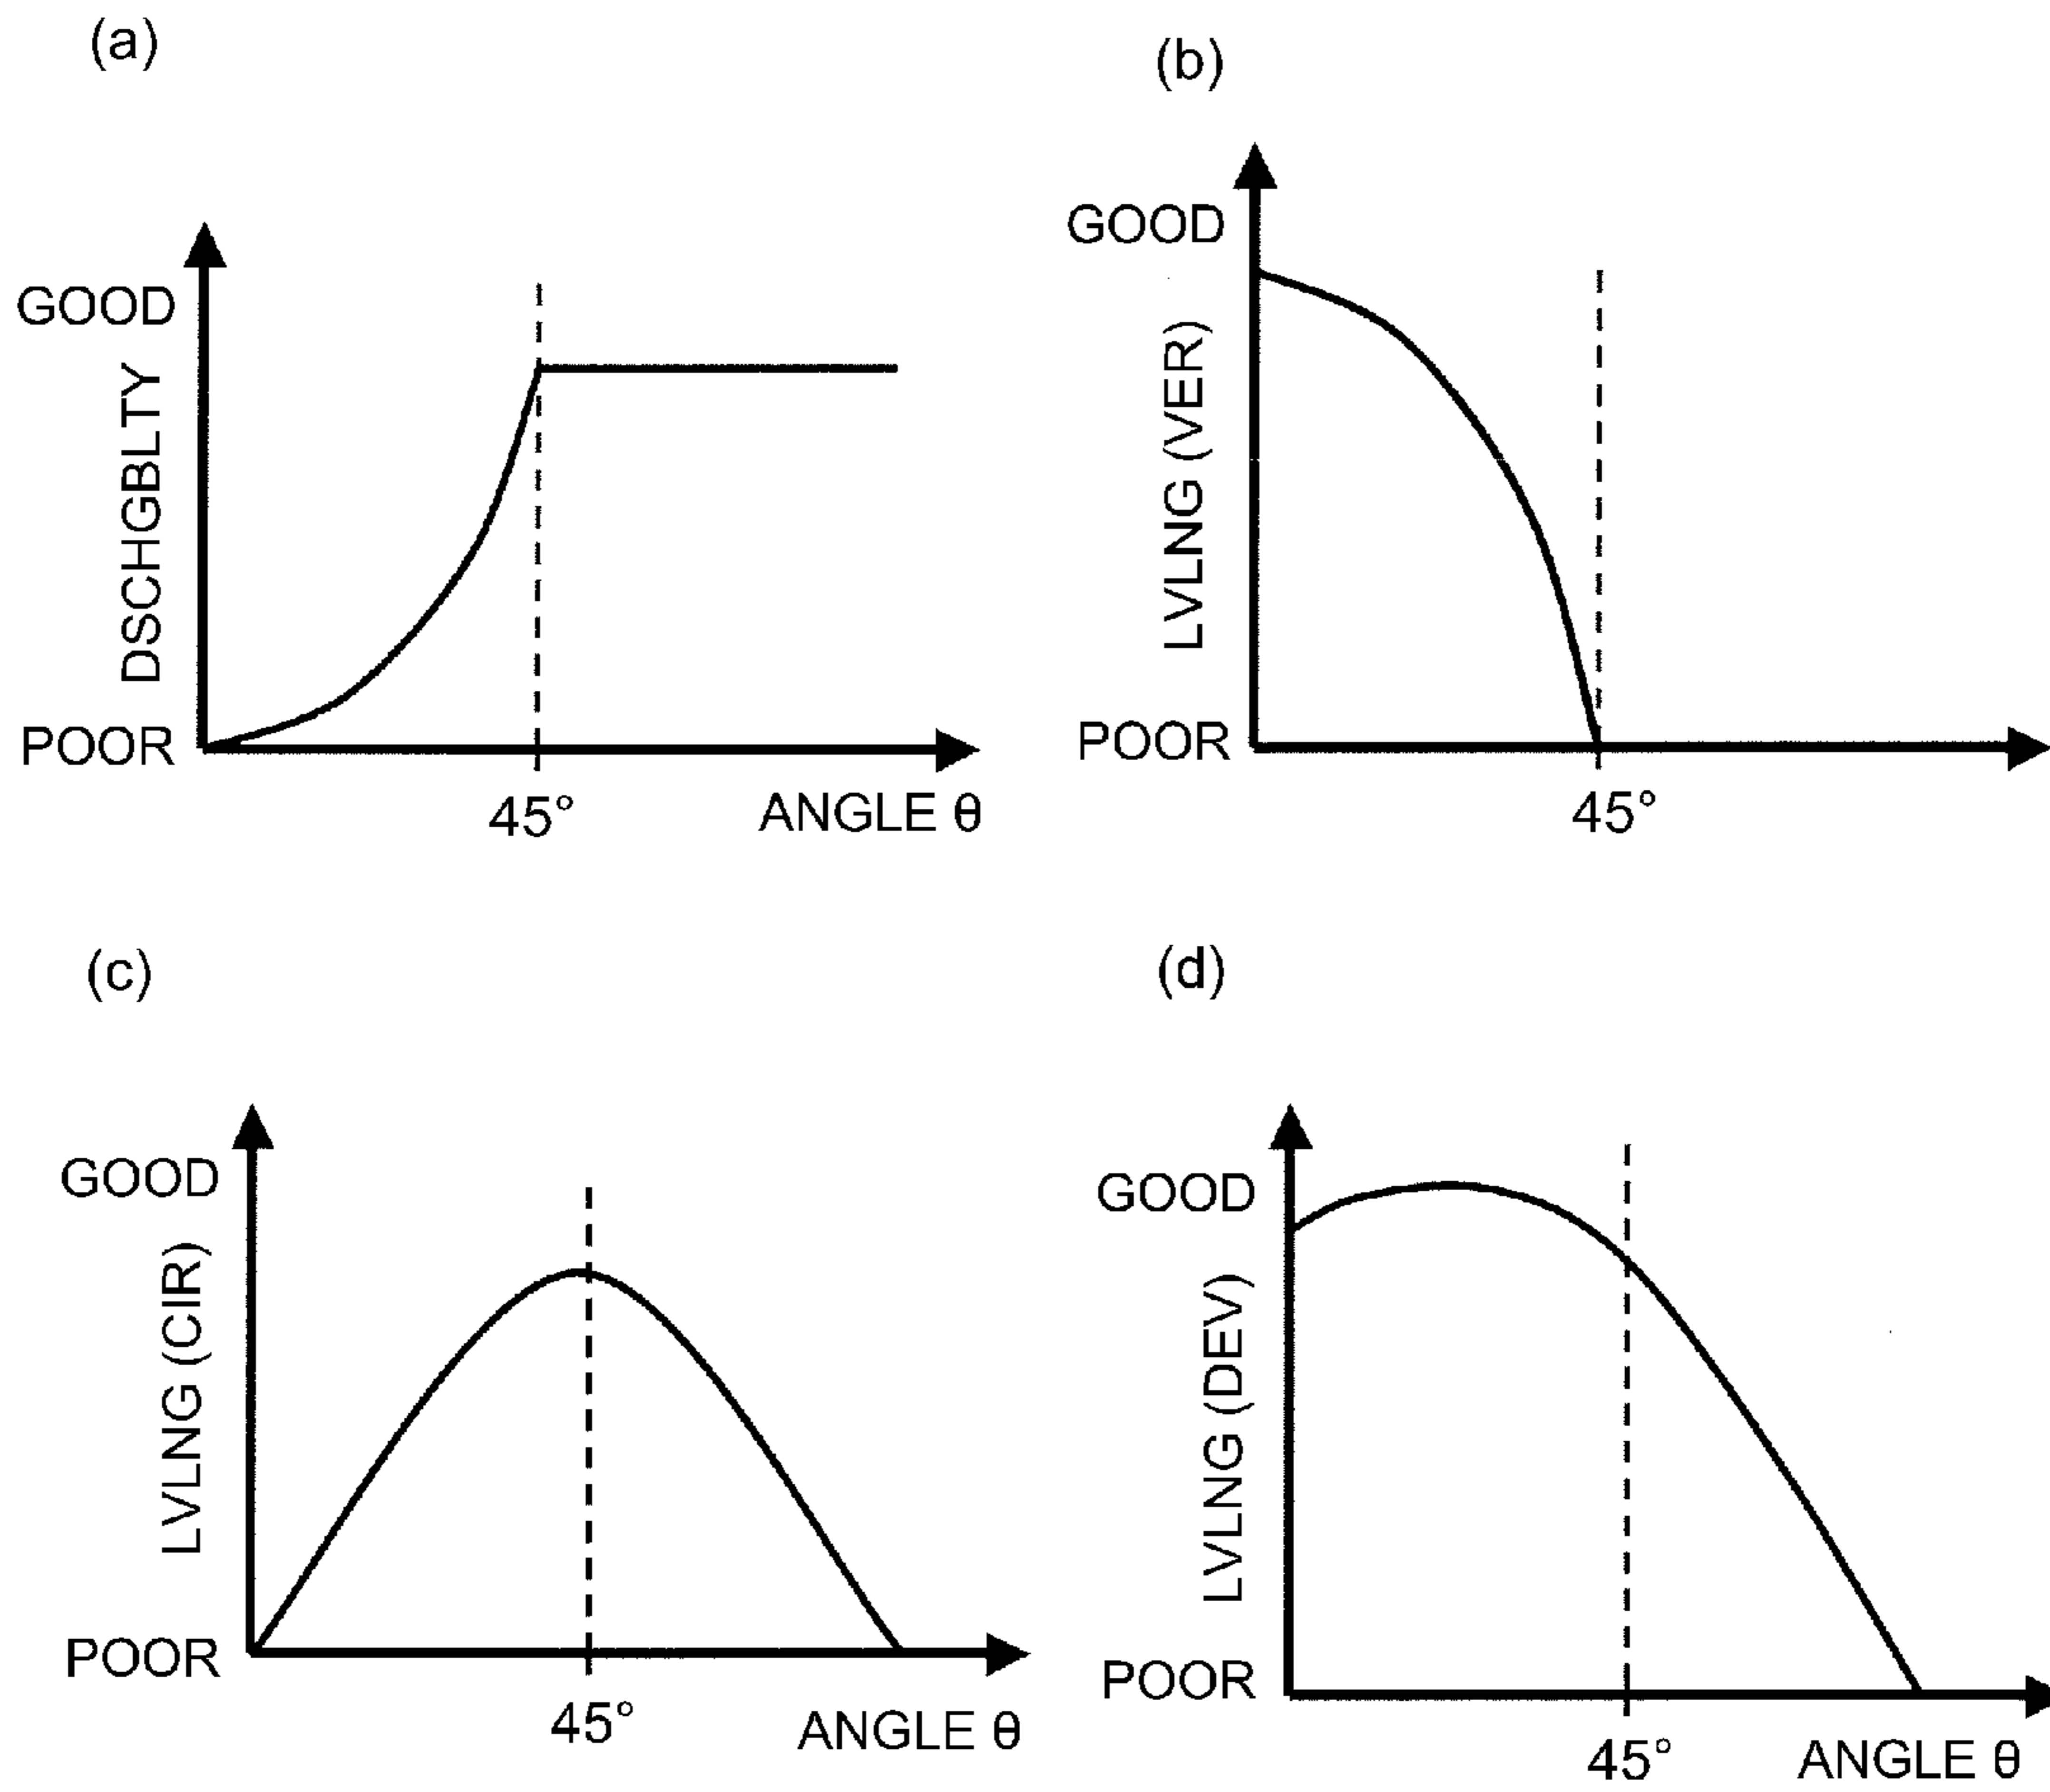 (a)
GOOD
DSCHGBLTY
POOR
45°
ANGLE θ
(b)
GOOD
LVLNG (VER)
POOR
45°
(c)
GOOD
LVLNG (CIR)
POOR
45°
ANGLE θ
(d)
GOOD
LVLNG (DEV)
POOR
45°
ANGLE θ